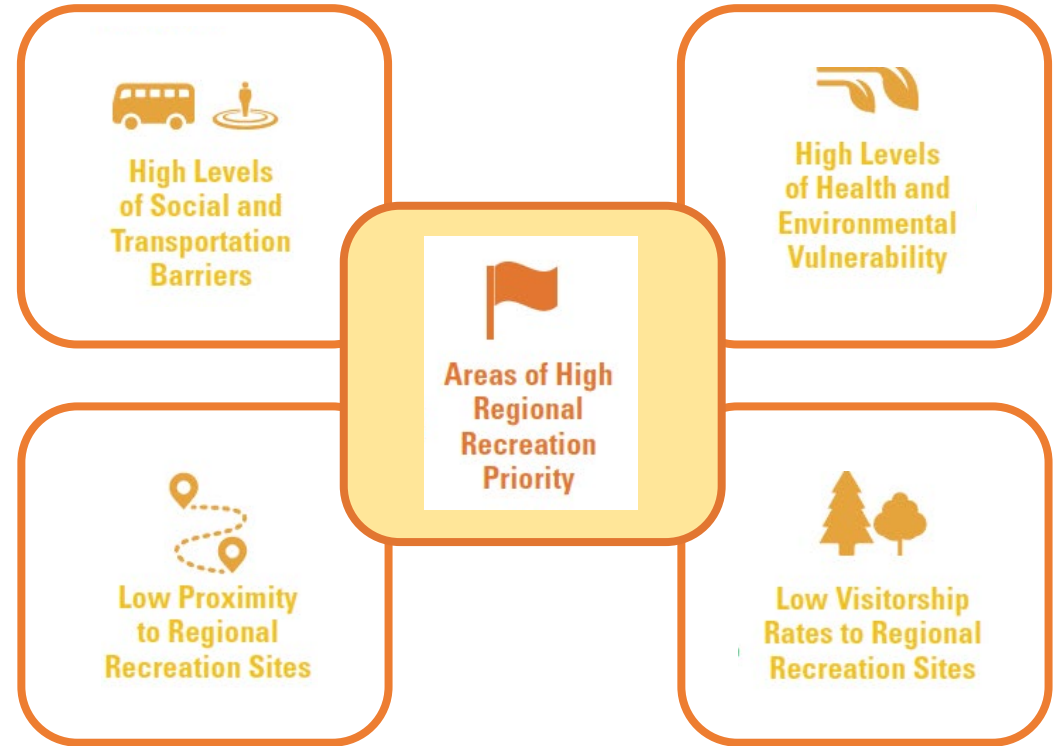 High Levels
of Social and
Transportation
Barriers
High Levels
of Health and
Environmental
Vulnerability
Areas of High
Regional
Recreation
Priority
Low Proximity
to Regional
Recreation Sites
Low Visitorship
Rates to Regional
Recreation Sites